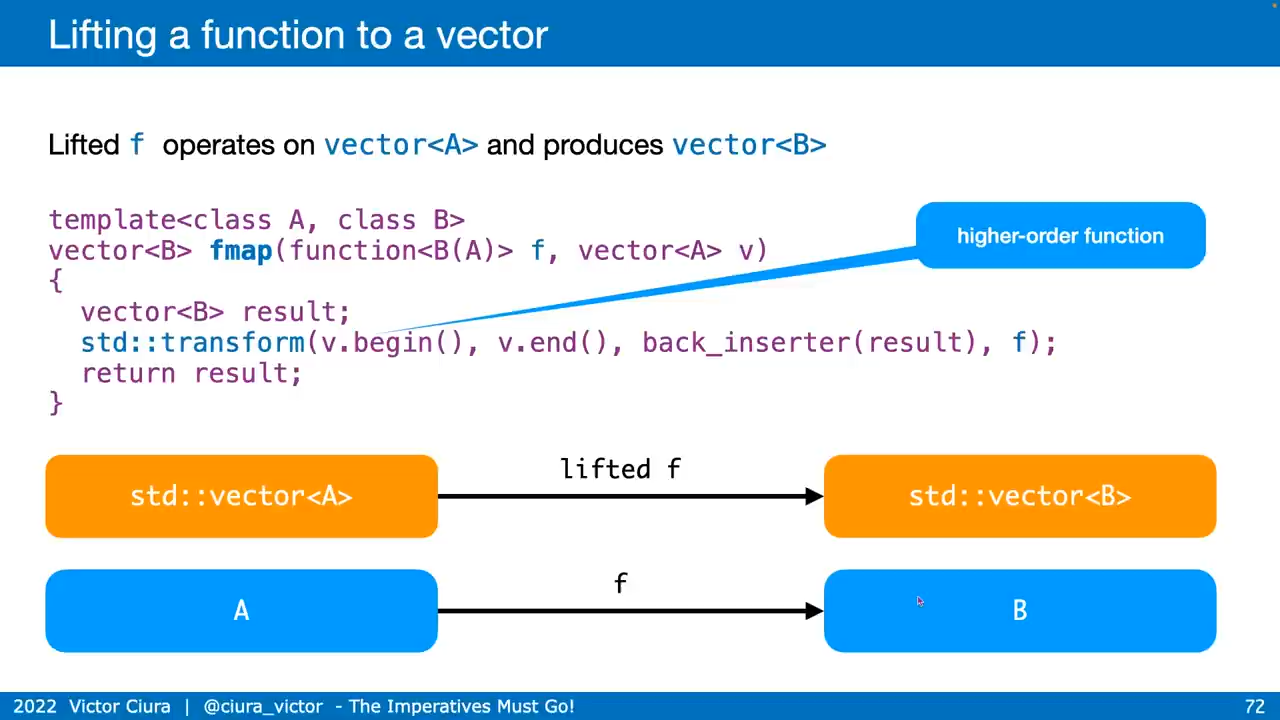 Lifting a function to a vector
Lifted f operates on vector<A> and produces vector<B>
template<class A, class B>
vector<B> fmap(function<B(A)> f, vector<A> v)
higher-order function
{
vector<B> result;
std::transform(v.begin(), v.end(), back_inserter(result), f);
return result;
}
lifted f
std::vector<A>
std::vector<B>
f
A
B
2022 Victor Ciura | @ciura_victor - The Imperatives Must Go!
72